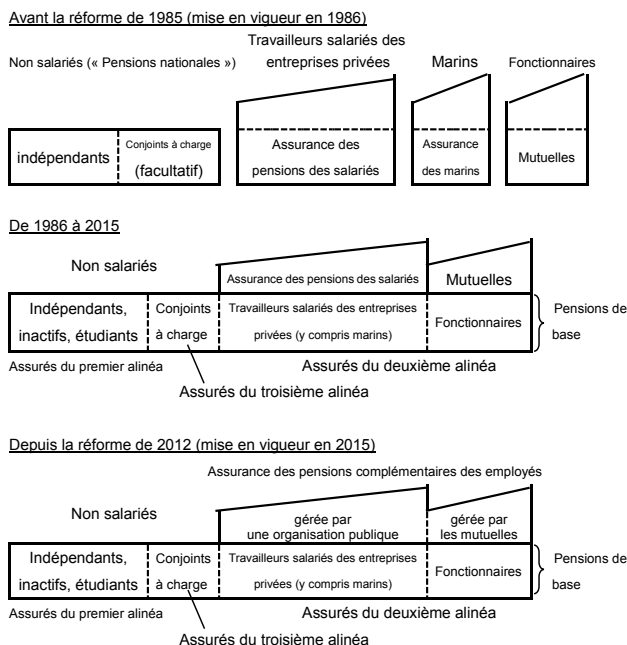 Avant la réforme de 1985 (mise en vigueur en 1986)
Travailleurs salariés des
Non salariés (« Pensions nationales »)
entreprises privées
Marins
Fonctionnaires
indépendants
Conjoints à charge
(facultatif)
Assurance des
pensions des salariés
Assurance
des marins
Mutuelles
De 1986 à 2015
Non salariés
Assurance des pensions des salariés
Mutuelles
Indépendants,
inactifs, étudiants
Conjoints
à charge
Travailleurs salariés des entreprises
privées (y compris marins)
Fonctionnaires
Pensions de
base
Assurés du premier alinéa
Assurés du deuxième alinéa
Assurés du troisième alinéa
Depuis la réforme de 2012 (mise en vigueur en 2015)
Assurance des pensions complémentaires des employés
Non salariés
gérée par
une organisation publique
gérée par
les mutuelles
Indépendants,
inactifs, étudiants
Conjoints
à charge
Travailleurs salariés des entreprises
privées (y compris marins)
Fonctionnaires
Pensions de
base
Assurés du premier alinéa
Assurés du deuxième alinéa
Assurés du troisième alinéa